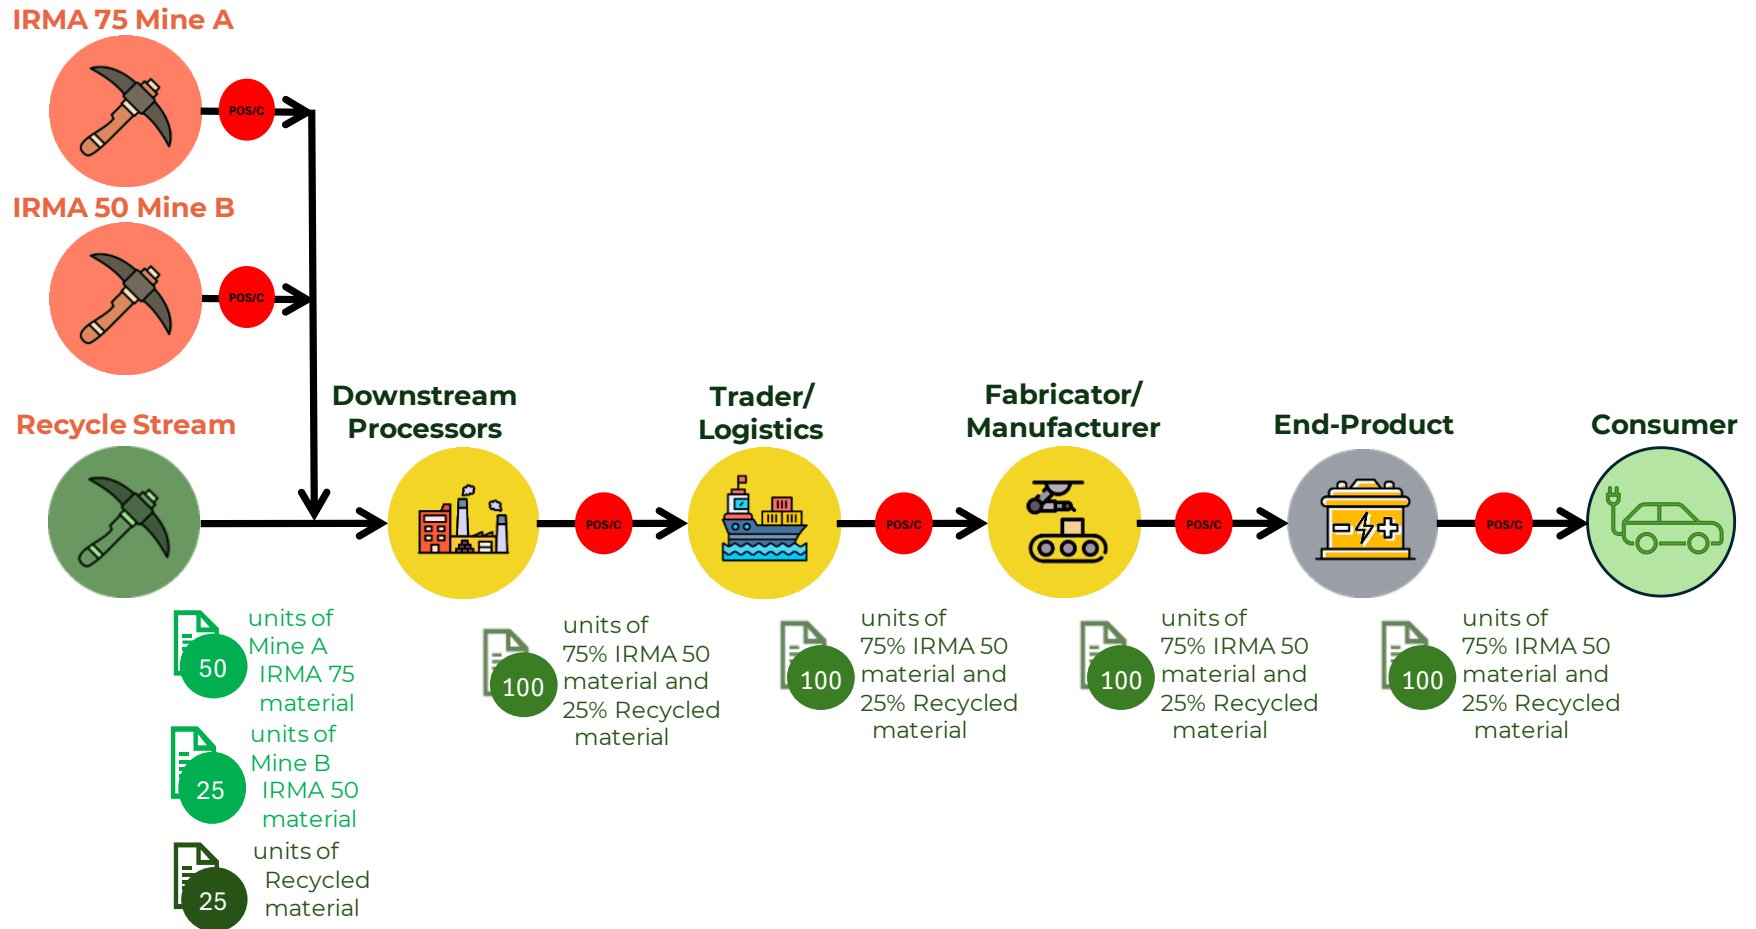 IRMA 75 Mine A
POS/C
IRMA 50 Mine B
POS/C
Recycle Stream
Downstream
Processors
Trader/
Logistics
Fabricator/
Manufacturer
End-Product
Consumer
POS/C
POS/C
POS/C
POS/C
50
units of
Mine A
IRMA 75
material
25
units of
Mine B
IRMA 50
material
25
units of
Recycled
material
100
units of
75% IRMA 50
material and
25% Recycled
material
100
units of
75% IRMA 50
material and
25% Recycled
material
100
units of
75% IRMA 50
material and
25% Recycled
material
100
units of
75% IRMA 50
material and
25% Recycled
material